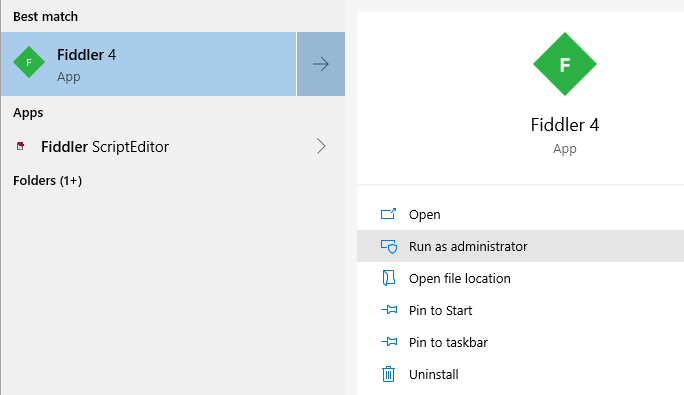 Best match
F
Fiddler 4
App
Apps
Fiddler ScriptEditor
Folders (1+)
F
Fiddler 4
App
Open
Run as administrator
Open file location
Pin to Start
Pin to taskbar
Uninstall